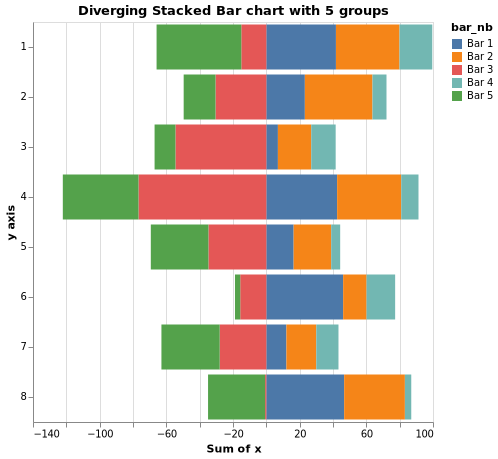 Diverging Stacked Bar chart with 5 groups
bar_nb
Bar 1
Bar 2
Bar 3
Bar 4
Bar 5
y axis
1
2
3
4
5
6
7
8
−140 −100 −60 −20 20 60 100
Sum of x